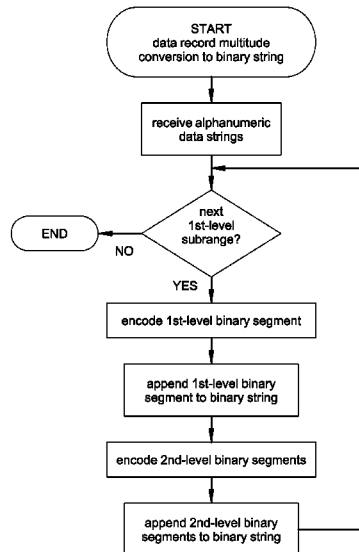 START
data record multitude
conversion to binary string
receive alphanumeric
data strings
next
1st-level
subrange?
END
NO
YES
encode 1st-level binary segment
append 1st-level binary
segment to binary string
encode 2nd-level binary segments
append 2nd-level binary
segments to binary string